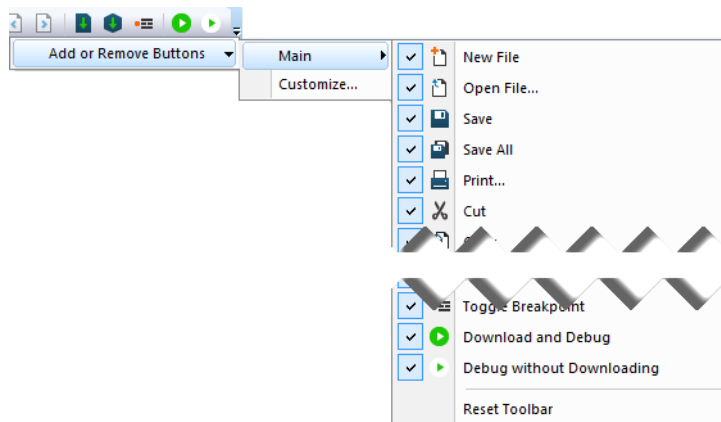 Add or Remove Buttons
Main
Customize...
New File
Open File...
Save
Save All
Print...
Cut
Toggle Breakpoint
Download and Debug
Debug without Downloading
Reset Toolbar